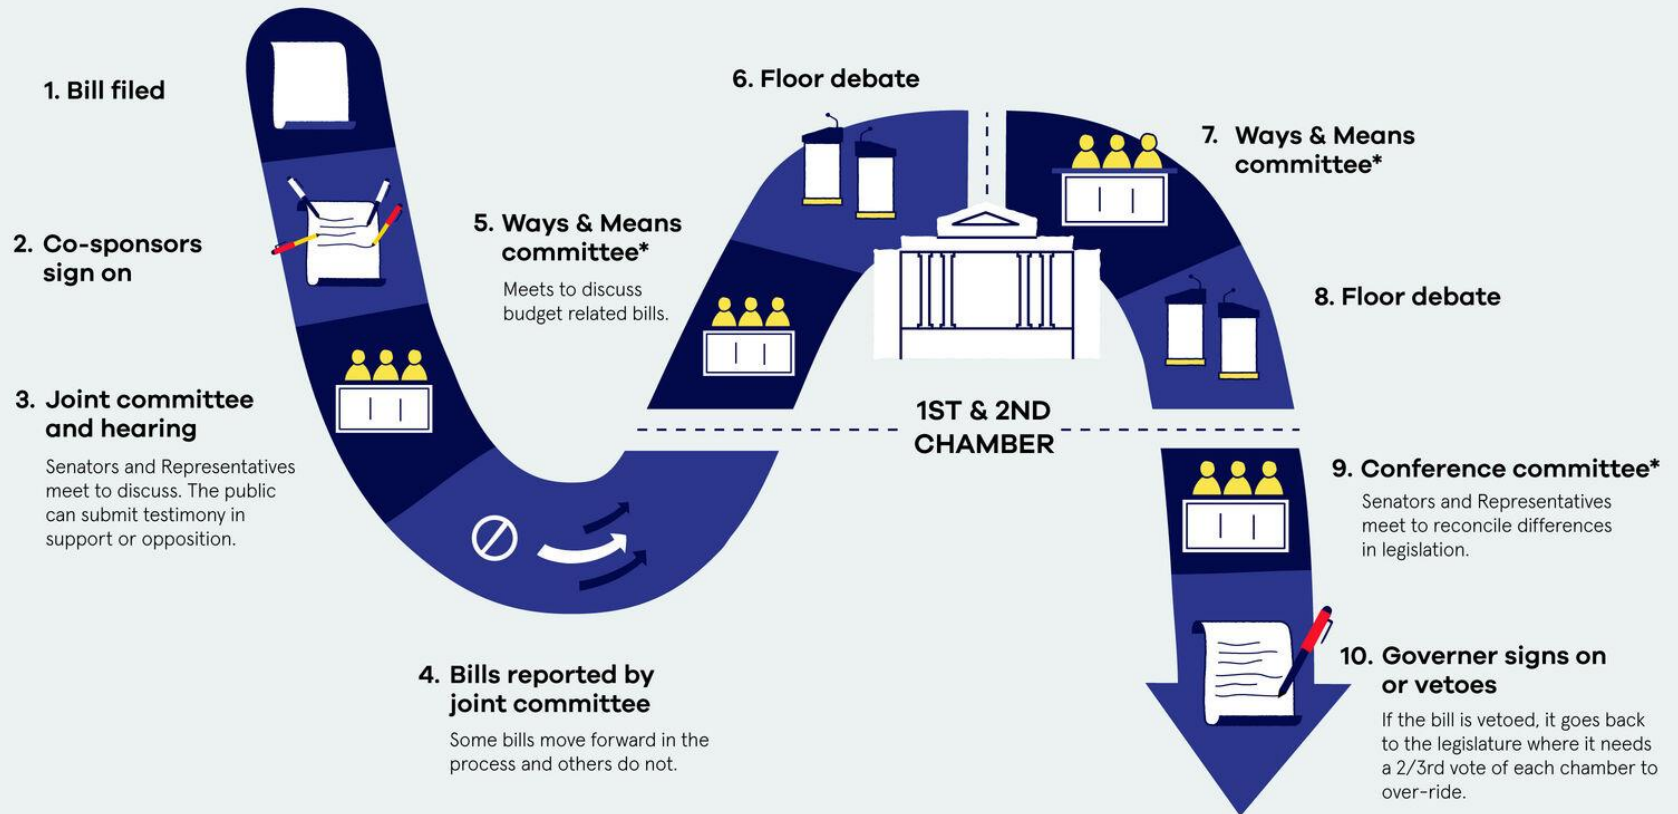 1. Bill filed
2. Co-sponsors
sign on
3. Joint committee
and hearing
Senators and Representatives
meet to discuss. The public
can submit testimony in
support or opposition.
4. Bills reported by
joint committee
Some bills move forward in the
process and others do not.
5. Ways & Means
committee*
Meets to discuss
budget related bills.
6. Floor debate
1ST & 2ND
CHAMBER
7. Ways & Means
committee*
8. Floor debate
9. Conference committee*
Senators and Representatives
meet to reconcile differences
in legislation.
10. Governer signs on
or vetoes
If the bill is vetoed, it goes back
to the legislature where it needs
a 2/3rd vote of each chamber to
over-ride.